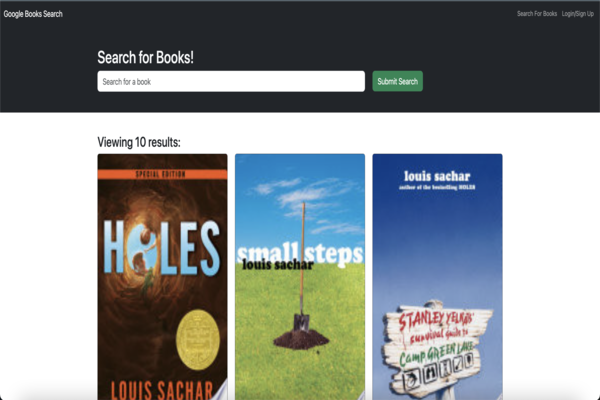 Google Books Search
Search For Books Login/Sign Up
Search for Books!
Search for a book
Submit Search
Viewing 10 results:
SPECIAL EDITION
HOLES
LOUIS SACHAR
small steps
louis sachar
louis sachar
author of the bestselling HOLES
STANLEY YELNATS'
survival guide to
CAMP GREEN LAKE